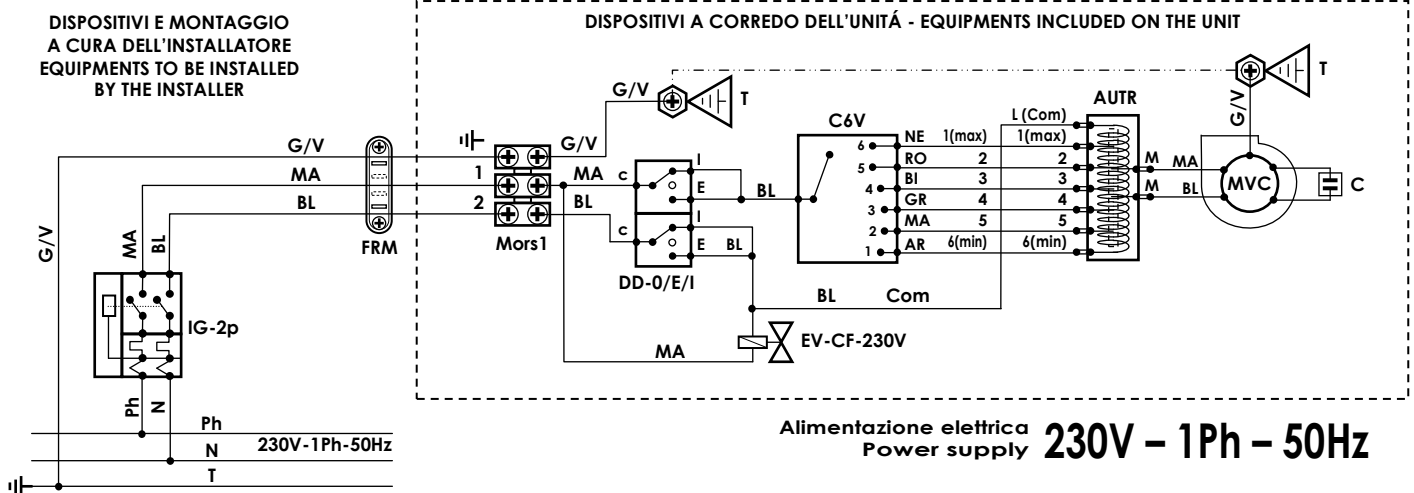 DISPOSITIVI E MONTAGGIO
A CURA DELL'INSTALLATORE
EQUIPMENTS TO BE INSTALLED
BY THE INSTALLER
DISPOSITIVI A CORREDO DELL'UNITÁ - EQUIPMENTS INCLUDED ON THE UNIT
G/V
T
T
G/V
AUTR
L (Com)
C6V
G/V
G/V
6
NE
1(max)
1(max)
5
RO
2
2
4
BI
3
3
3
GR
4
4
2
MA
5
5
1
AR
6(min)
6(min)
M
MA
M
BL
MVC
C
MA
1
MA
C
I
E
BL
BL
2
BL
C
I
E
BL
FRM
Mors1
DD-0/E/I
G/V
MA
BL
IG-2p
BL
Com
EV-CF-230V
MA
Ph
N
Ph
230V-1Ph-50Hz
N
T
Alimentazione elettrica
Power supply
230V – 1Ph – 50Hz